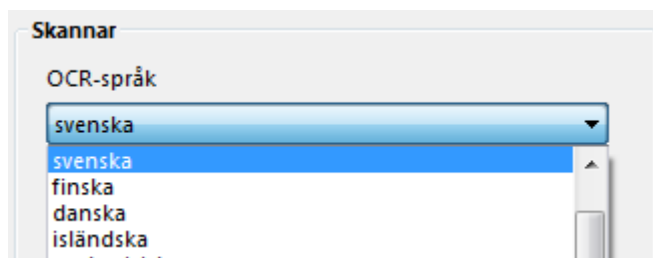 Skannar
OCR-språk
svenska
svenska
finska
danska
isländska